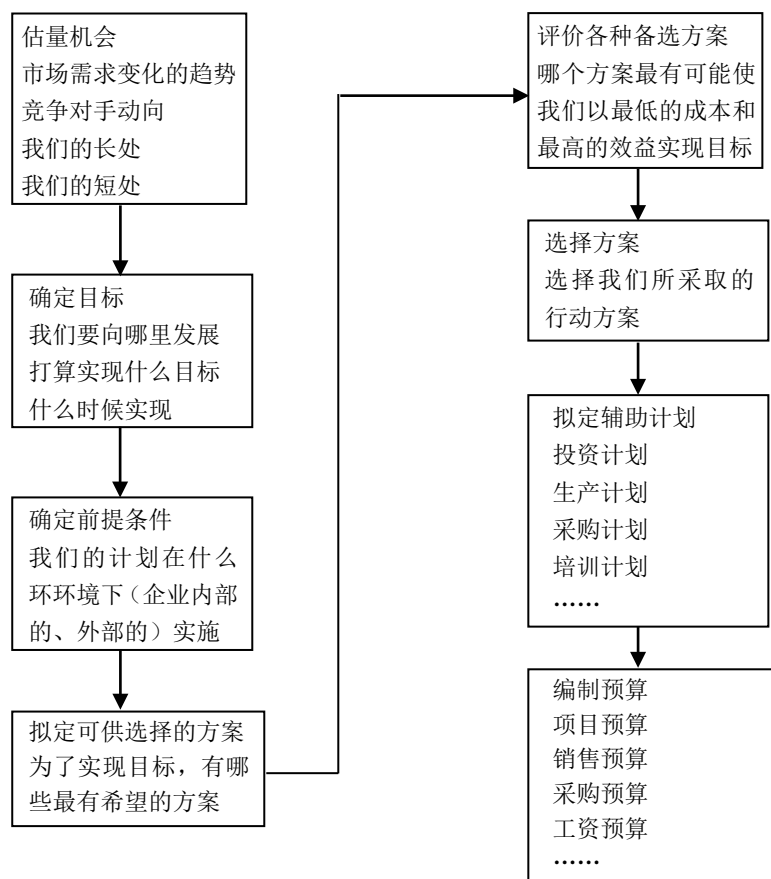 估量机会
市场需求变化的趋势
竞争对手动向
我们的长处
我们的短处
确定目标
我们要向哪里发展
打算实现什么目标
什么时候实现
确定前提条件
我们的计划在什么
环环境下（企业内部
的、外部的）实施
拟定可供选择的方案
为了实现目标，有哪
些最有希望的方案
评价各种备选方案
哪个方案最有可能使
我们以最低的成本和
最高的效益实现目标
选择方案
选择我们所采取的
行动方案
拟定辅助计划
投资计划
生产计划
采购计划
培训计划
……
编制预算
项目预算
销售预算
采购预算
工资预算
……